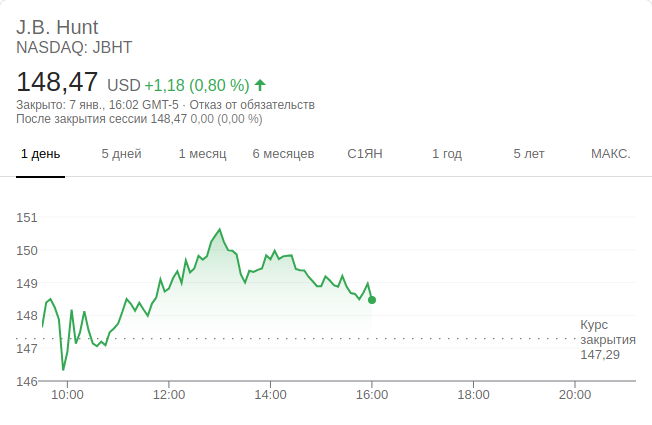 J.B. Hunt
NASDAQ: JBHT
148,47 USD +1,18 (0,80 %)
Закрыто: 7 янв., 16:02 GMT-5 · Отказ от обязательств
После закрытия сессии 148,47 0,00 (0,00 %)
1 день 5 дней 1 месяц 6 месяцев С1ЯН 1 год 5 лет МАКС.
151
150
149
148
Курс
закрытия
147
147,29
146
10:00 12:00 14:00 16:00 18:00 20:00